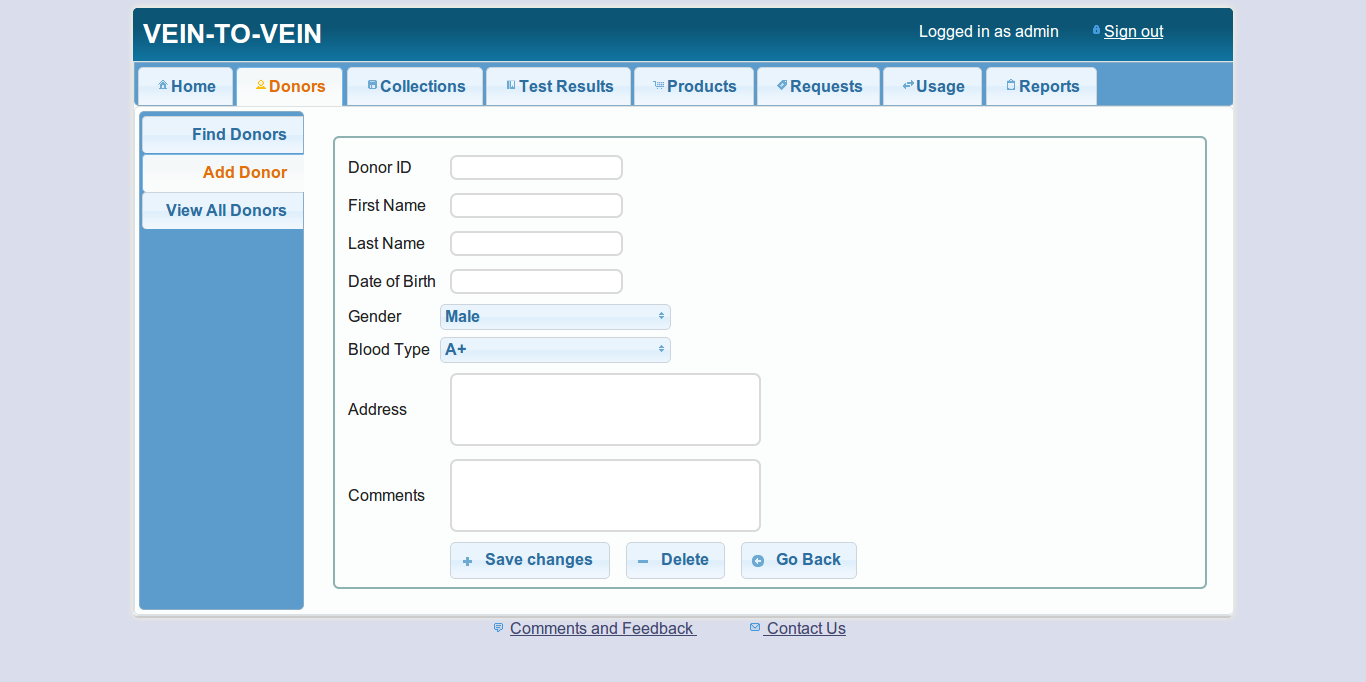 VEIN-TO-VEIN
Logged in as admin Sign out
Home Donors Collections Test Results Products Requests Usage Reports
Find Donors
Add Donor
View All Donors
Donor ID
First Name
Last Name
Date of Birth
Gender Male
Blood Type A+
Address
Comments
Save changes Delete Go Back
Comments and Feedback Contact Us